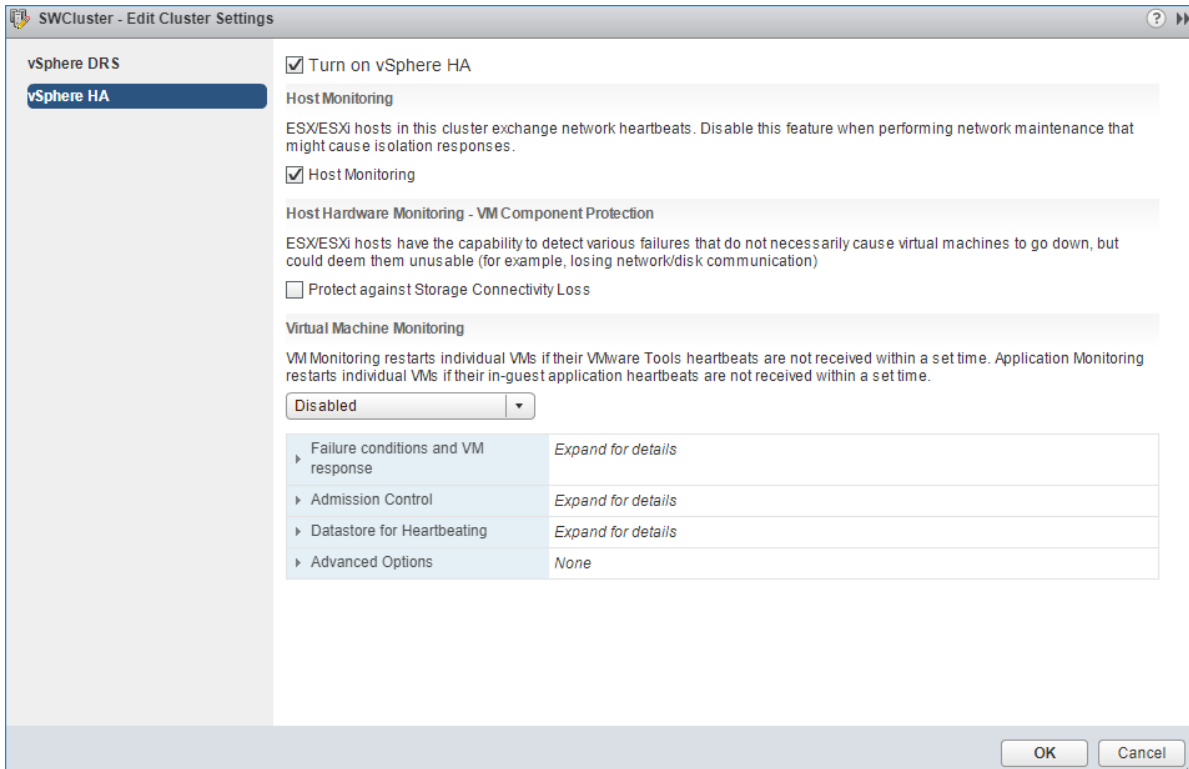 SWCluster - Edit Cluster Settings
vSphere DRS
vSphere HA
Turn on vSphere HA
Host Monitoring
ESX/ESXi hosts in this cluster exchange network heartbeats. Disable this feature when performing network maintenance that
might cause isolation responses.
Host Monitoring
Host Hardware Monitoring - VM Component Protection
ESX/ESXi hosts have the capability to detect various failures that do not necessarily cause virtual machines to go down, but
could deem them unusable (for example, losing network/disk communication)
Protect against Storage Connectivity Loss
Virtual Machine Monitoring
VM Monitoring restarts individual VMs if their VMware Tools heartbeats are not received within a set time. Application Monitoring
restarts individual VMs if their in-guest application heartbeats are not received within a set time.
Disabled
Failure conditions and VM
response
Expand for details
Admission Control
Expand for details
Datastore for Heartbeating
Expand for details
Advanced Options
None
OK
Cancel